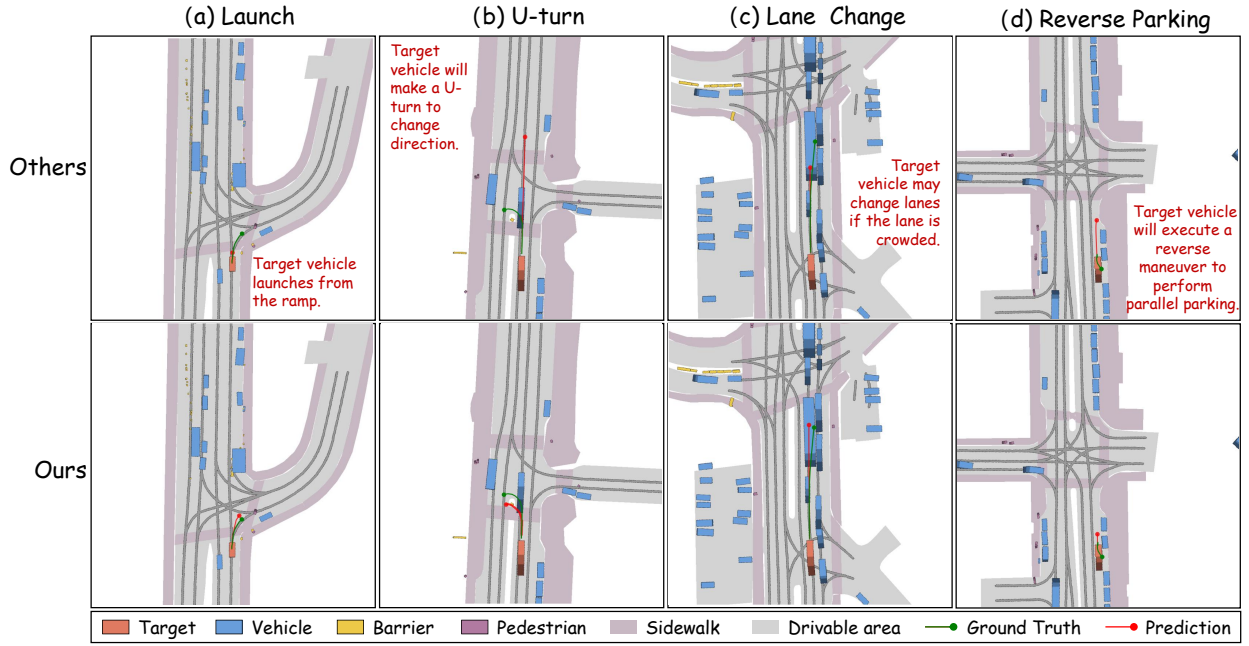 (a) Launch
(b) U-turn
(c) Lane Change
(d) Reverse Parking
Others
Target vehicle
launches from
the ramp.
Target
vehicle will
make a U-
turn to
change
direction.
Target
vehicle may
change lanes
if the lane is
crowded.
Target vehicle
will execute a
reverse
maneuver to
perform
parallel parking.
Ours
Target
Vehicle
Barrier
Pedestrian
Sidewalk
Drivable area
Ground Truth
Prediction